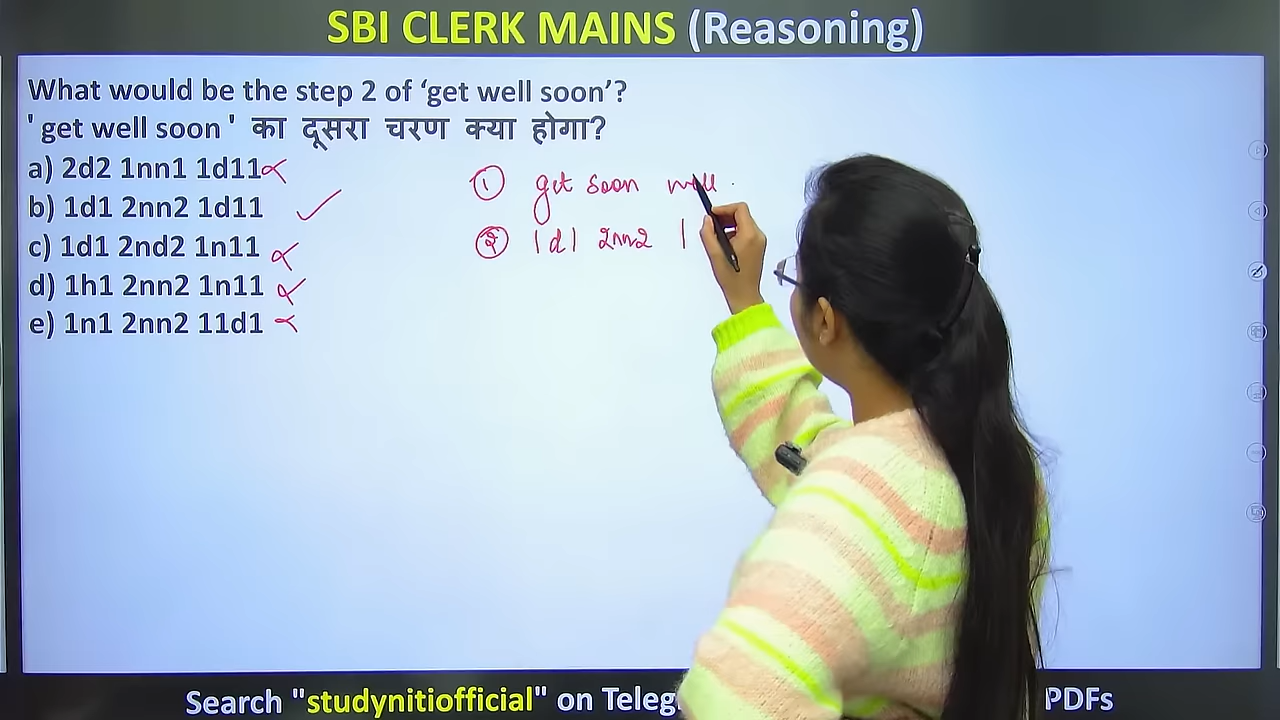 SBI CLERK MAINS (Reasoning)
What would be the step 2 of ‘get well soon’?
' get well soon ' का दूसरा चरण क्या होगा?
a) 2d2 1nn1 1d11
b) 1d1 2nn2 1d11
c) 1d1 2nd2 1n11
d) 1h1 2nn2 1n11
e) 1n1 2nn2 11d1
① get soon well
② 1d1 2nn2 1
Search "studynitiofficial" on PDFs